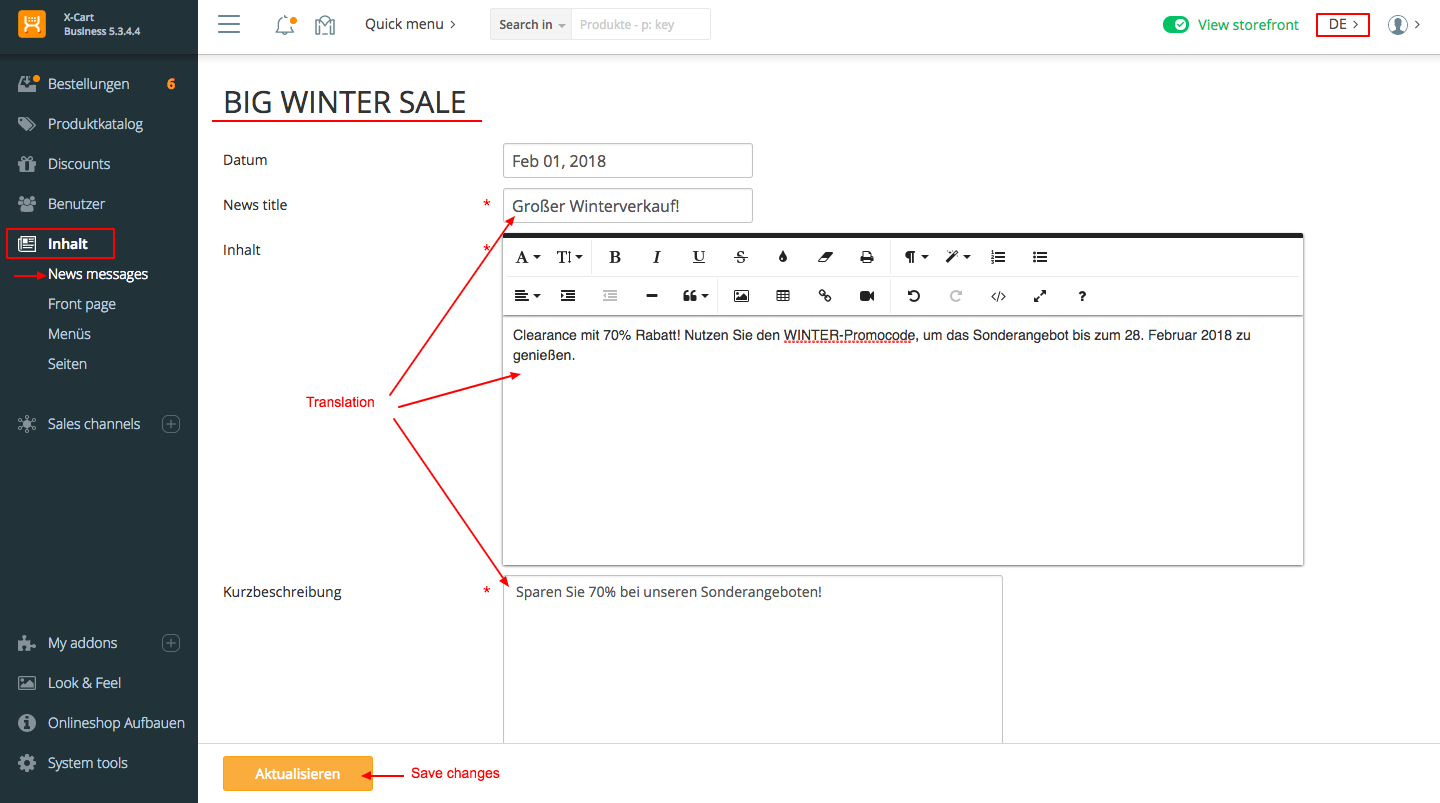 X-Cart
Business 5.3.4.4
Quick menu
Search in
Produkte - p: key
View storefront
DE
Bestellungen 6
Produktkatalog
Discounts
Benutzer
Inhalt
News messages
Front page
Menüs
Seiten
Sales channels
My addons
Look & Feel
Onlineshop Aufbauen
System tools
BIG WINTER SALE
Datum
Feb 01, 2018
News title *
Großer Winterverkauf!
Inhalt *
A T B I U S
¶
</> ?
Clearance mit 70% Rabatt! Nutzen Sie den WINTER-Promocode, um das Sonderangebot bis zum 28. Februar 2018 zu
genießen.
Translation
Kurzbeschreibung *
Sparen Sie 70% bei unseren Sonderangeboten!
Aktualisieren
Save changes